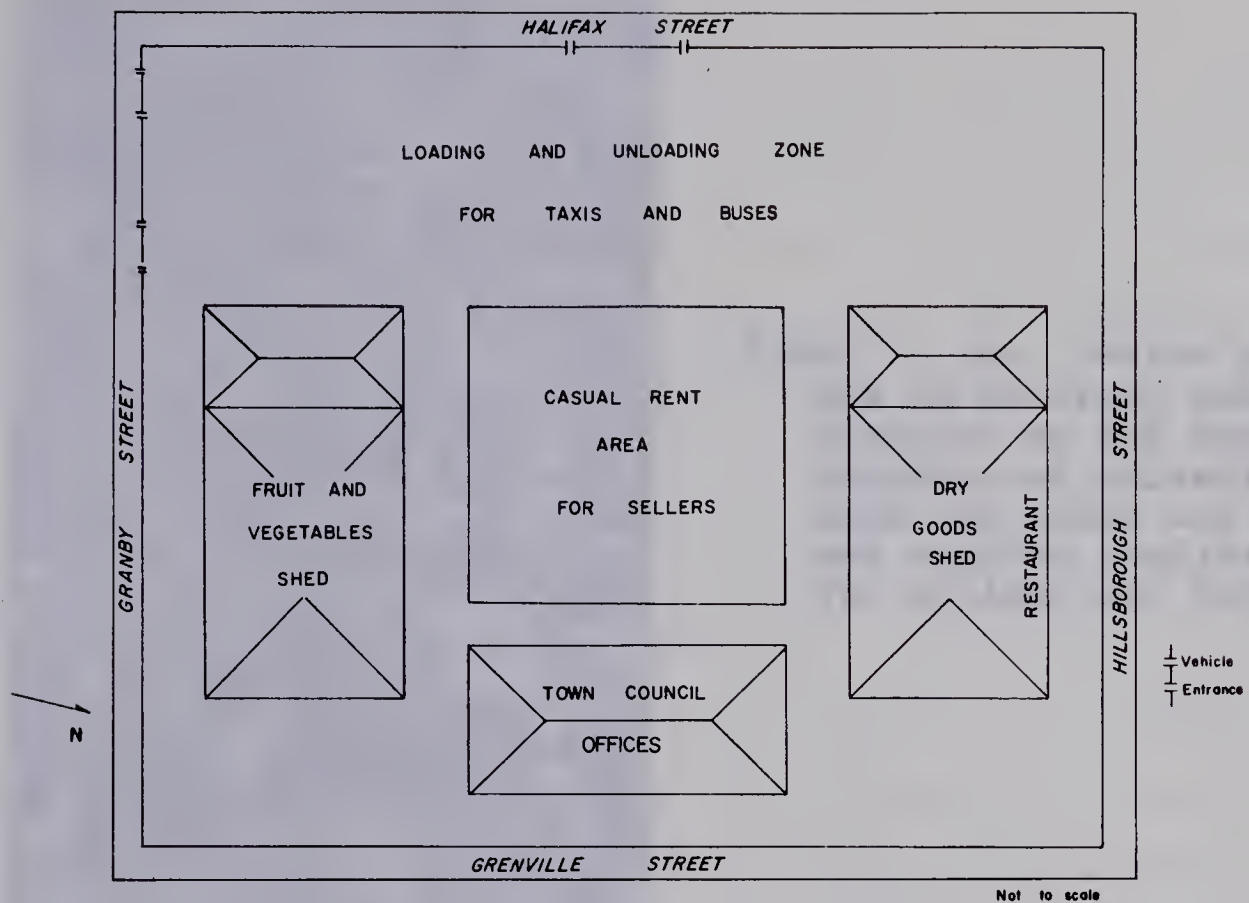 HALIFAX STREET
LOADING AND UNLOADING ZONE
FOR TAXIS AND BUSES
GRANBY STREET
FRUIT AND
VEGETABLES
SHED
CASUAL RENT
AREA
FOR SELLERS
DRY
GOODS
SHED
RESTAURANT
HILLSBOROUGH STREET
TOWN COUNCIL
OFFICES
GRENVILLE STREET
N
Vehicle
Entrance
Not to scale